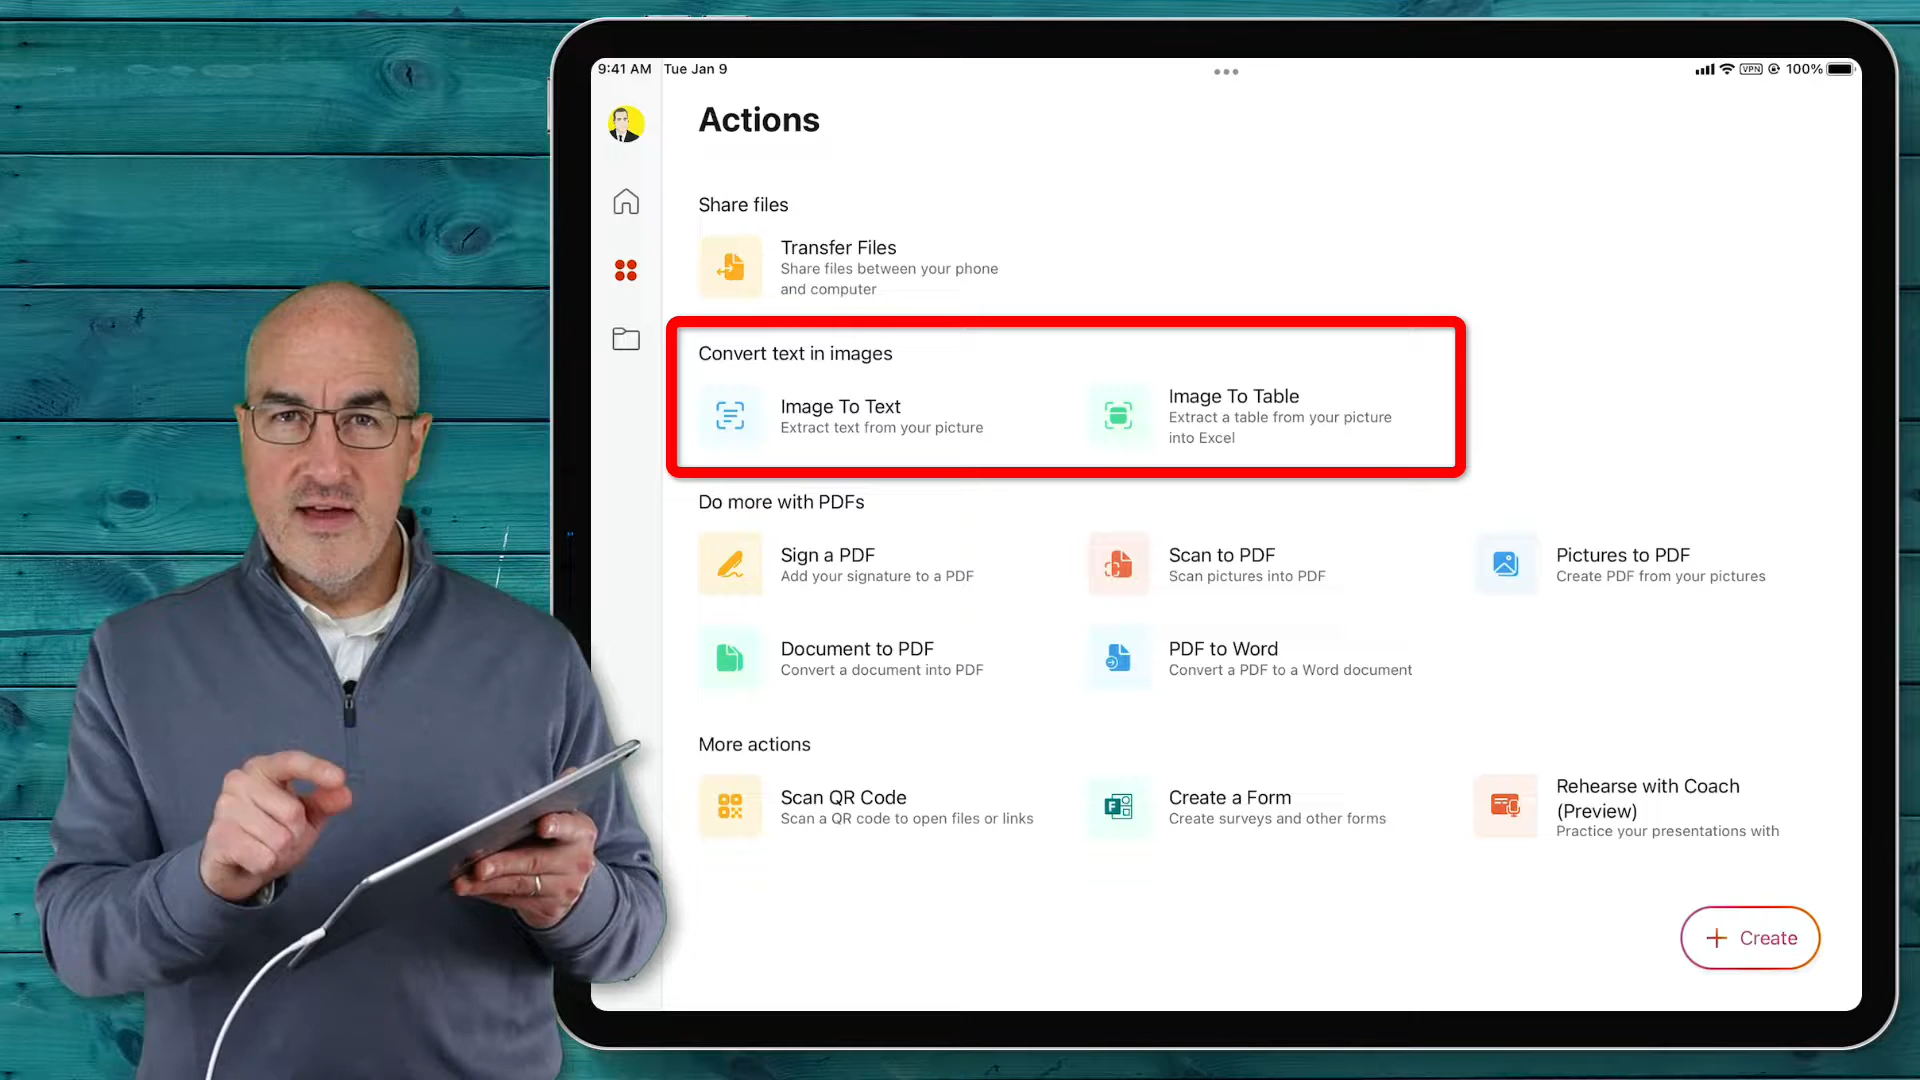 9:41 AM Tue Jan 9
VPN 100%
Actions
Share files
Transfer Files
Share files between your phone
and computer
Convert text in images
Image To Text
Extract text from your picture
Image To Table
Extract a table from your picture
into Excel
Do more with PDFs
Sign a PDF
Add your signature to a PDF
Scan to PDF
Scan pictures into PDF
Pictures to PDF
Create PDF from your pictures
Document to PDF
Convert a document into PDF
PDF to Word
Convert a PDF to a Word document
More actions
Scan QR Code
Scan a QR code to open files or links
Create a Form
Create surveys and other forms
Rehearse with Coach
(Preview)
Practice your presentations with
+ Create